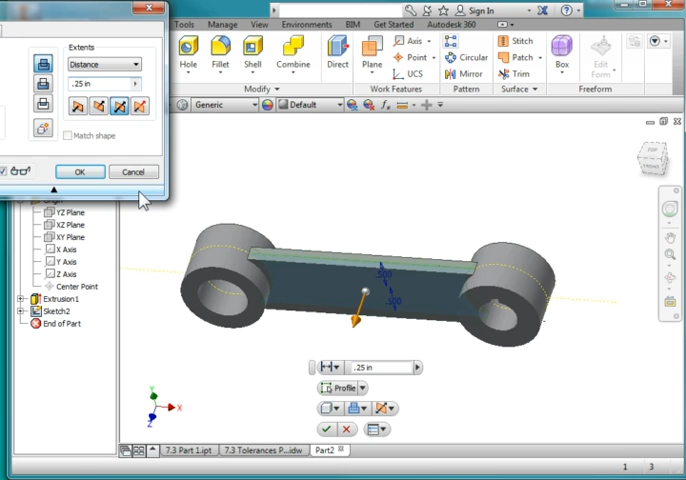 Sign In
Tools View Environments BIM Get Started Autodesk 360
Extents
Distance
.25 in
Match shape
OK
Cancel
Hole
Fillet
Shell
Combine
Direct
Plane
Axis
Point
UCS
Circular
Mirror
Stitch
Patch
Trim
Box
Edit
Form
Modify
Work Features
Pattern
Surface
Freeform
Generic
Default
fx
YZ Plane
XZ Plane
XY Plane
X Axis
Y Axis
Z Axis
Center Point
Extrusion1
Sketch2
End of Part
TOP
FRONT
.500
.500
.25 in
Profile
Y
X
Z
7.3 Part 1.ipt
7.3 Tolerances P...idw
Part2
1 3